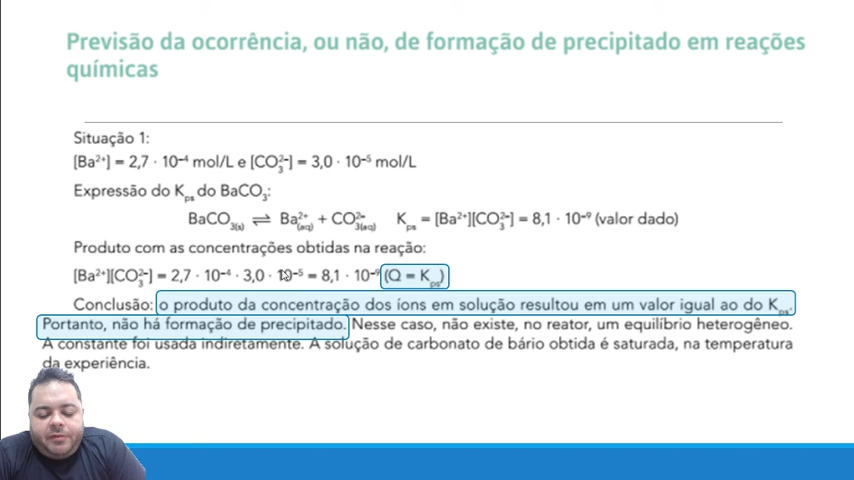 Previsão da ocorrência, ou não, de formação de precipitado em reações
químicas
Situação 1:
[Ba²⁺] = 2,7 · 10⁻⁴ mol/L e [CO₃²⁻] = 3,0 · 10⁻⁵ mol/L
Expressão do Kₚₛ do BaCO₃:
BaCO₃₍ₛ₎ ⇌ Ba²⁺(aq) + CO₃²⁻(aq) Kₚₛ = [Ba²⁺][CO₃²⁻] = 8,1 · 10⁻⁹ (valor dado)
Produto com as concentrações obtidas na reação:
[Ba²⁺][CO₃²⁻] = 2,7 · 10⁻⁴ · 3,0 · 10⁻⁵ = 8,1 · 10⁻⁹ (Q = Kₚₛ)
Conclusão: o produto da concentração dos íons em solução resultou em um valor igual ao do Kₚₛ.
Portanto, não há formação de precipitado. Nesse caso, não existe, no reator, um equilíbrio heterogêneo.
A constante foi usada indiretamente. A solução de carbonato de bário obtida é saturada, na temperatura
da experiência.